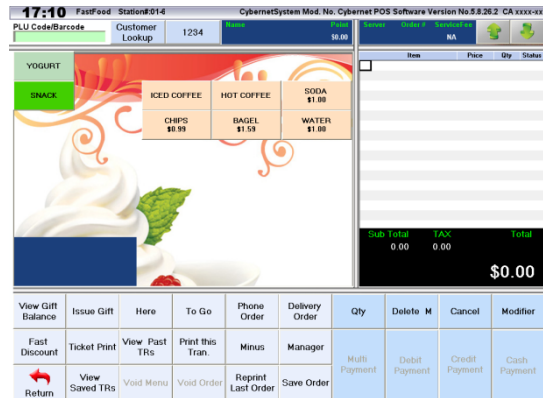 17:10 FastFood Station#:01-6 CybernetSystem Mod. No. Cybernet POS Software Version No.5.8.26.2 CA xxxx-xx
PLU Code/Barcode
Customer Lookup
1234
Name Point
$0.00
Server Order # ServiceFee
NA
Item Price Qty Status
YOGURT
SNACK
ICED COFFEE
HOT COFFEE
SODA
$1.00
CHIPS
$0.99
BAGEL
$1.59
WATER
$1.00
Sub Total TAX Total
0.00 0.00
$0.00
View Gift Balance
Issue Gift
Here
To Go
Phone Order
Delivery Order
Qty
Delete M
Cancel
Modifier
Fast Discount
Ticket Print
View Past TRs
Print this Tran.
Minus
Manager
Multi Payment
Debit Payment
Credit Payment
Cash Payment
Return
View Saved TRs
Void Menu
Void Order
Reprint Last Order
Save Order